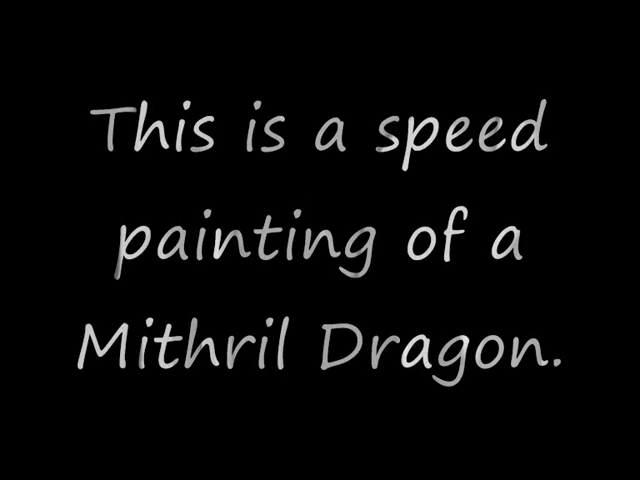 This is a speed
painting of a
Mithril Dragon.